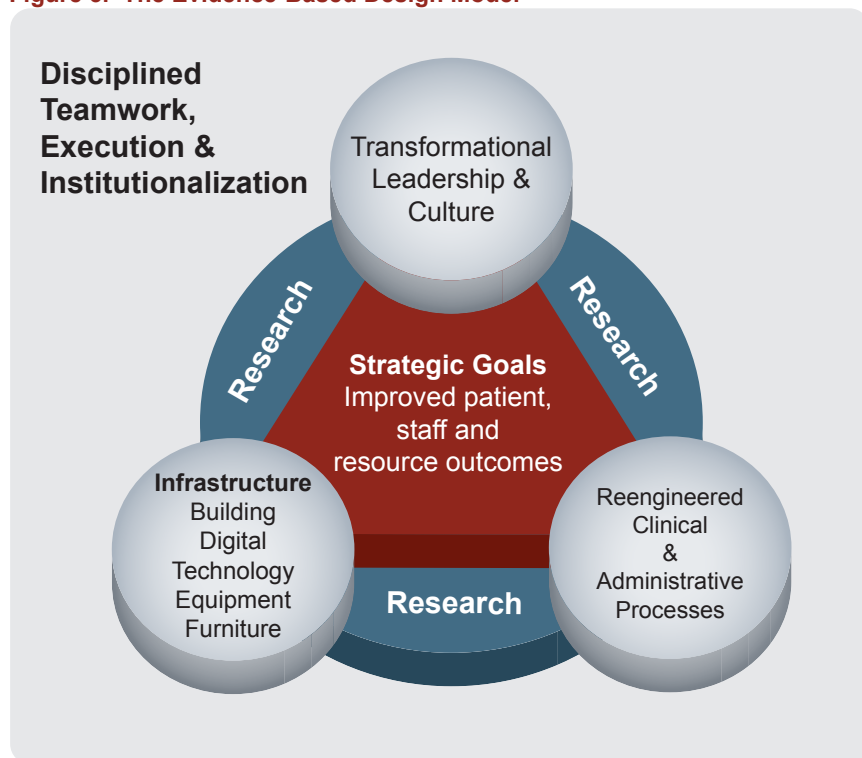 Disciplined
Teamwork,
Execution &
Institutionalization
Transformational
Leadership &
Culture
Research
Research
Strategic Goals
Improved patient,
staff and
resource outcomes
Infrastructure
Building
Digital
Technology
Equipment
Furniture
Reengineered
Clinical
&
Administrative
Processes
Research